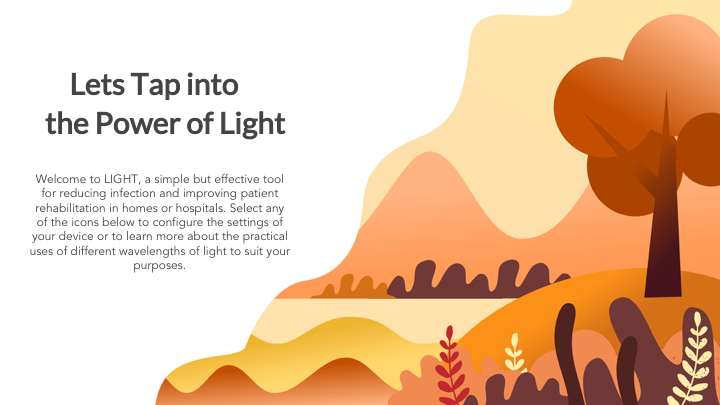 Lets Tap into
the Power of Light
Welcome to LIGHT, a simple but effective tool
for reducing infection and improving patient
rehabilitation in homes or hospitals. Select any
of the icons below to configure the settings of
your device or to learn more about the practical
uses of different wavelengths of light to suit your
purposes.